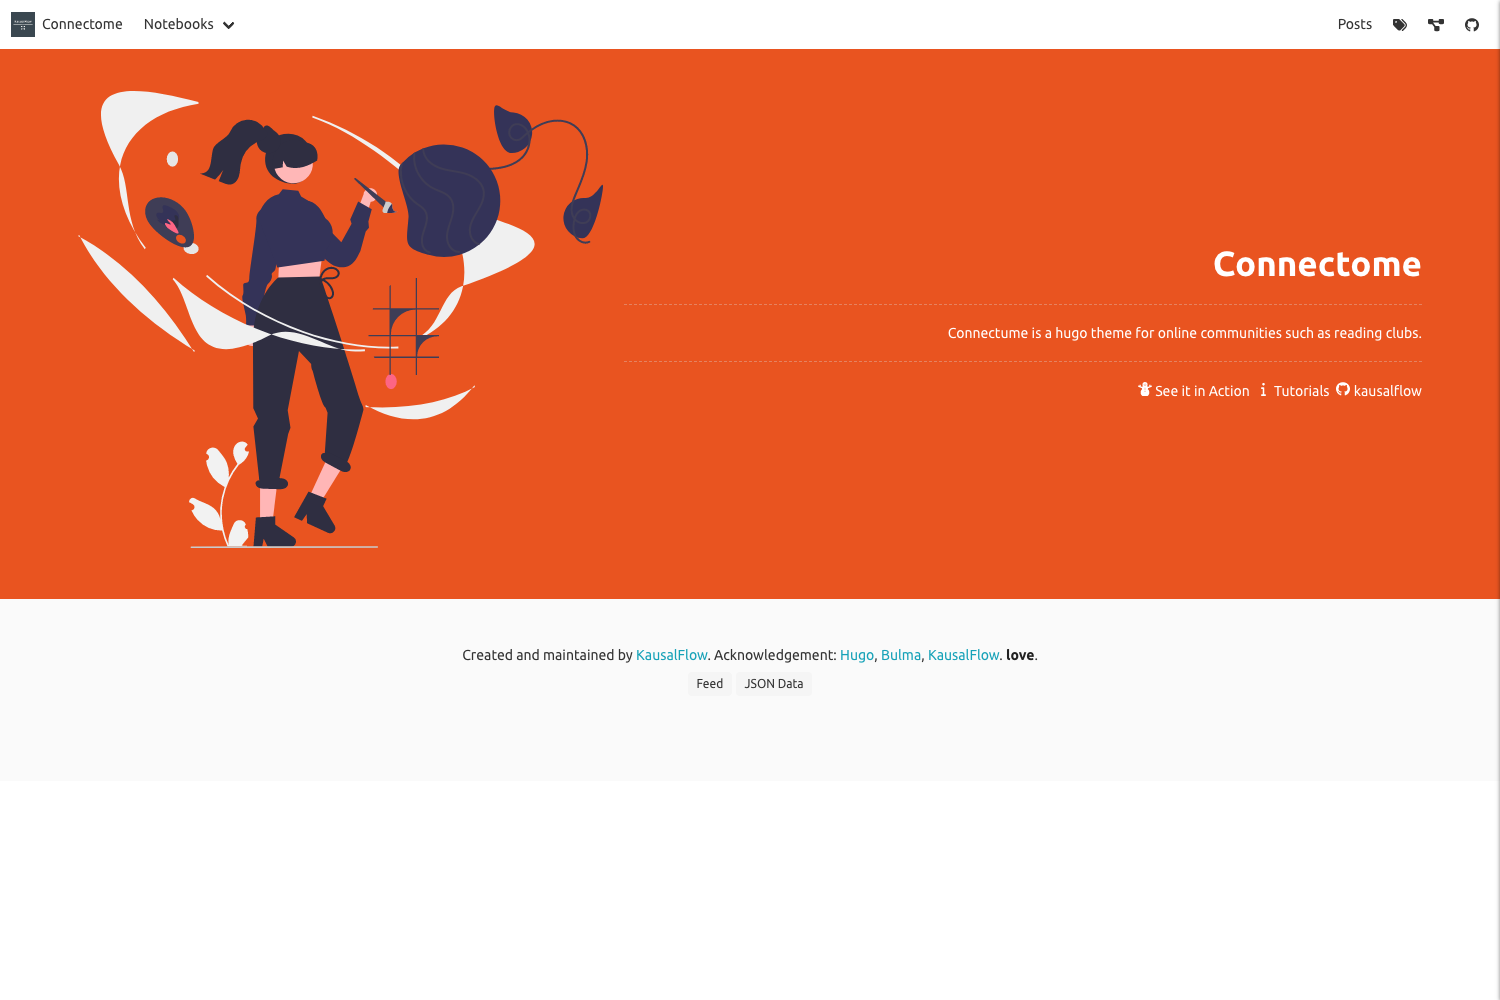 Connectome Notebooks Posts
Connectome
Connectume is a hugo theme for online communities such as reading clubs.
See it in Action Tutorials kausalflow
Created and maintained by KausalFlow. Acknowledgement: Hugo, Bulma, KausalFlow. love.
Feed JSON Data